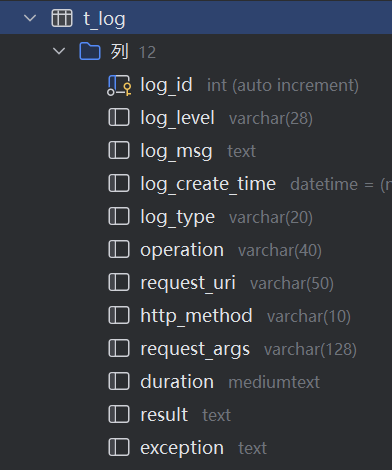 t_log
列 12
log_id int (auto increment)
log_level varchar(28)
log_msg text
log_create_time datetime = (n
log_type varchar(20)
operation varchar(40)
request_uri varchar(50)
http_method varchar(10)
request_args varchar(128)
duration mediumtext
result text
exception text